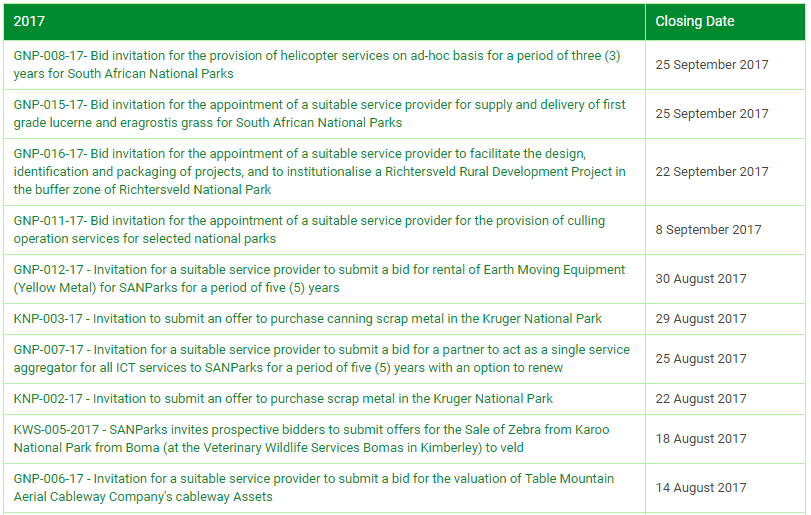 2017
Closing Date
GNP-008-17- Bid invitation for the provision of helicopter services on ad-hoc basis for a period of three (3)
years for South African National Parks
25 September 2017
GNP-015-17- Bid invitation for the appointment of a suitable service provider for supply and delivery of first
grade lucerne and eragrostis grass for South African National Parks
25 September 2017
GNP-016-17- Bid invitation for the appointment of a suitable service provider to facilitate the design,
identification and packaging of projects, and to institutionalise a Richtersveld Rural Development Project in
the buffer zone of Richtersveld National Park
22 September 2017
GNP-011-17- Bid invitation for the appointment of a suitable service provider for the provision of culling
operation services for selected national parks
8 September 2017
GNP-012-17 - Invitation for a suitable service provider to submit a bid for rental of Earth Moving Equipment
(Yellow Metal) for SANParks for a period of five (5) years
30 August 2017
KNP-003-17 - Invitation to submit an offer to purchase canning scrap metal in the Kruger National Park
29 August 2017
GNP-007-17 - Invitation for a suitable service provider to submit a bid for a partner to act as a single service
aggregator for all ICT services to SANParks for a period of five (5) years with an option to renew
25 August 2017
KNP-002-17 - Invitation to submit an offer to purchase scrap metal in the Kruger National Park
22 August 2017
KWS-005-2017 - SANParks invites prospective bidders to submit offers for the Sale of Zebra from Karoo
National Park from Boma (at the Veterinary Wildlife Services Bomas in Kimberley) to veld
18 August 2017
GNP-006-17 - Invitation for a suitable service provider to submit a bid for the valuation of Table Mountain
Aerial Cableway Company's cableway Assets
14 August 2017